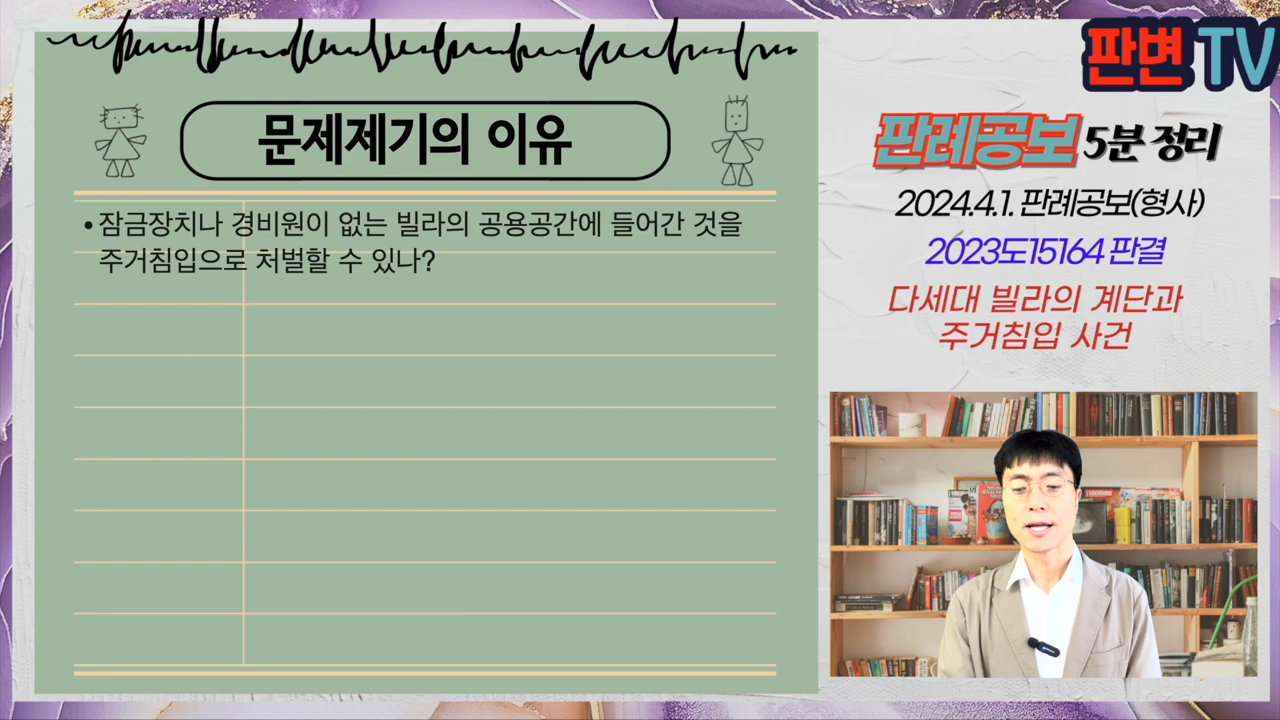 판변 TV
문제제기의 이유
• 잠금장치나 경비원이 없는 빌라의 공용공간에 들어간 것을
주거침입으로 처벌할 수 있나?
판례공보 5분 정리
2024.4.1. 판례공보(형사)
2023도15164 판결
다세대 빌라의 계단과
주거침입 사건